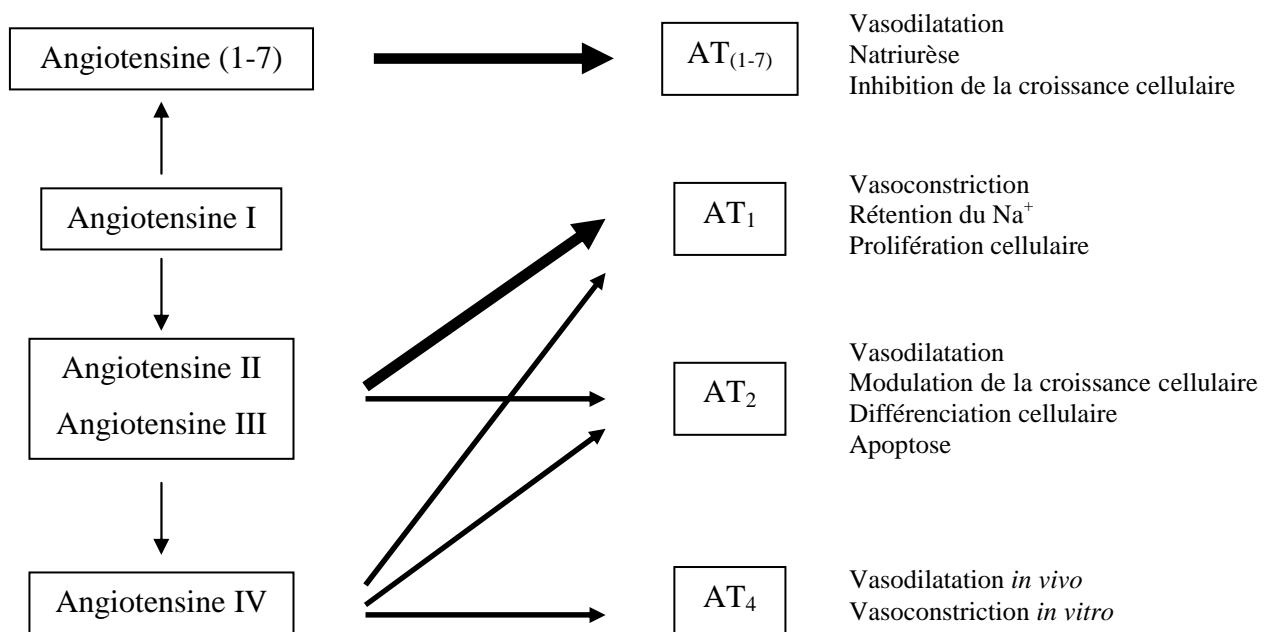 Angiotensine (1-7)
AT(1-7)
Vasodilatation
Natriurèse
Inhibition de la croissance cellulaire
Angiotensine I
AT1
Vasoconstriction
Rétention du Na+
Prolifération cellulaire
Angiotensine II
Angiotensine III
AT2
Vasodilatation
Modulation de la croissance cellulaire
Différenciation cellulaire
Apoptose
Angiotensine IV
AT4
Vasodilatation in vivo
Vasoconstriction in vitro